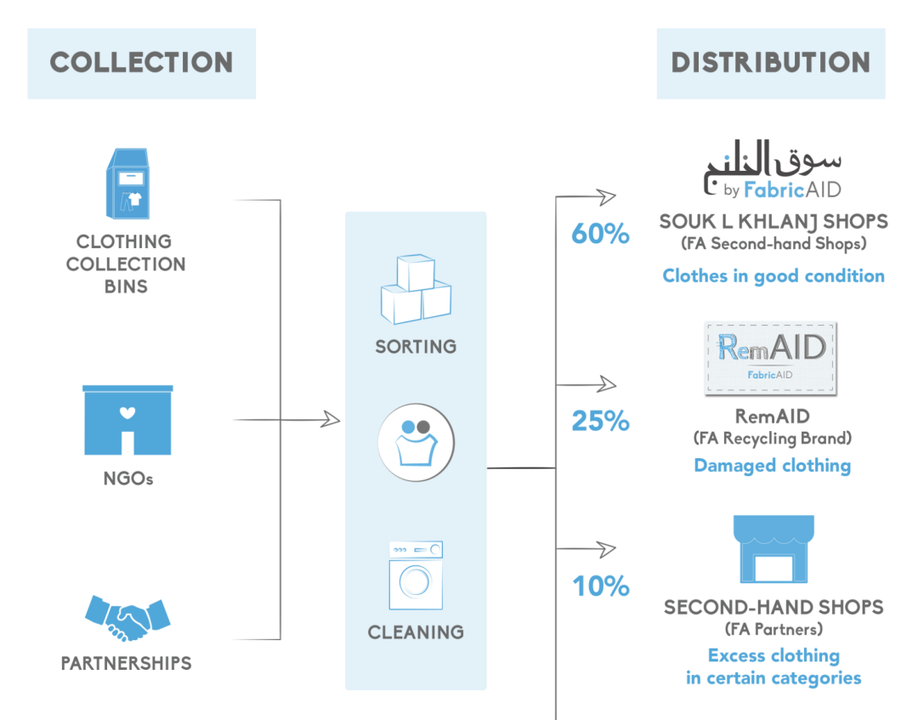 COLLECTION
DISTRIBUTION
CLOTHING
COLLECTION
BINS
NGOs
PARTNERSHIPS
SORTING
CLEANING
60%
سوق الخلنج
by FabricAID
SOUK L KHLANJ SHOPS
(FA Second-hand Shops)
Clothes in good condition
25%
RemAID
FabricAID
RemAID
(FA Recycling Brand)
Damaged clothing
10%
SECOND-HAND SHOPS
(FA Partners)
Excess clothing
in certain categories